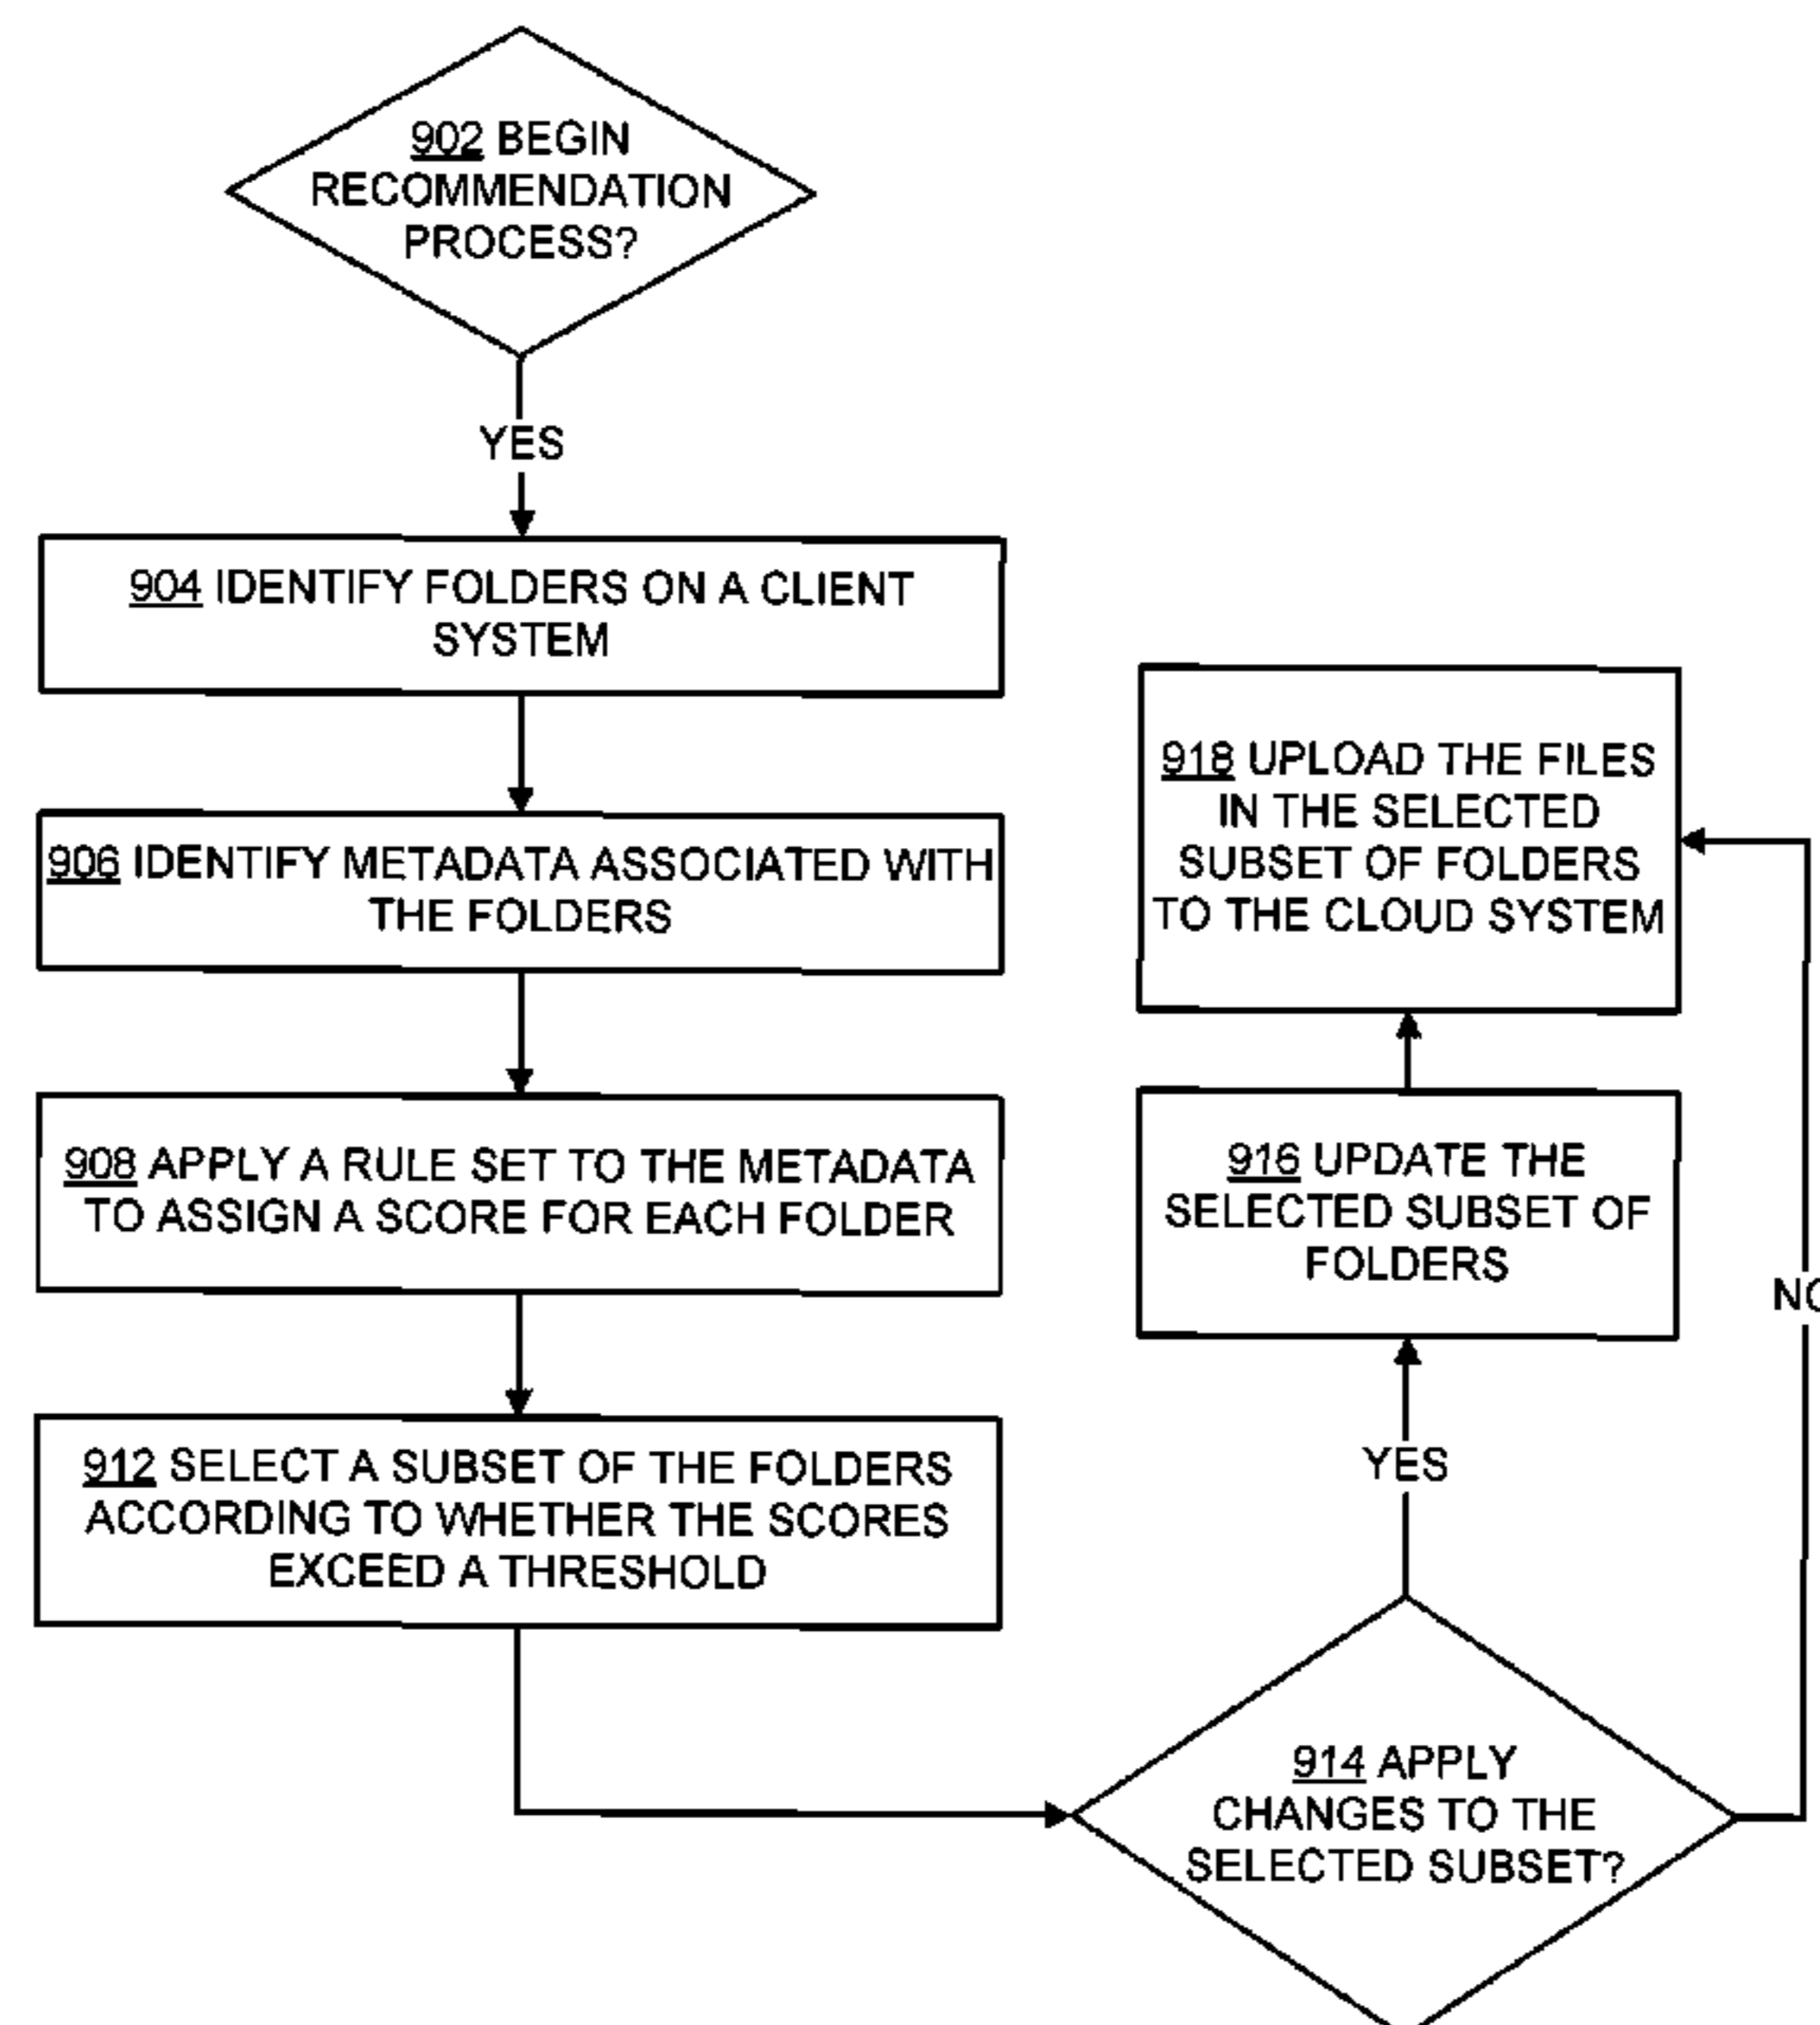 902 BEGIN
RECOMMENDATION
PROCESS?
YES
904 IDENTIFY FOLDERS ON A CLIENT
SYSTEM
906 IDENTIFY METADATA ASSOCIATED WITH
THE FOLDERS
908 APPLY A RULE SET TO THE METADATA
TO ASSIGN A SCORE FOR EACH FOLDER
912 SELECT A SUBSET OF THE FOLDERS
ACCORDING TO WHETHER THE SCORES
EXCEED A THRESHOLD
914 APPLY
CHANGES TO THE
SELECTED SUBSET?
YES
NO
916 UPDATE THE
SELECTED SUBSET OF
FOLDERS
918 UPLOAD THE FILES
IN THE SELECTED
SUBSET OF FOLDERS
TO THE CLOUD SYSTEM